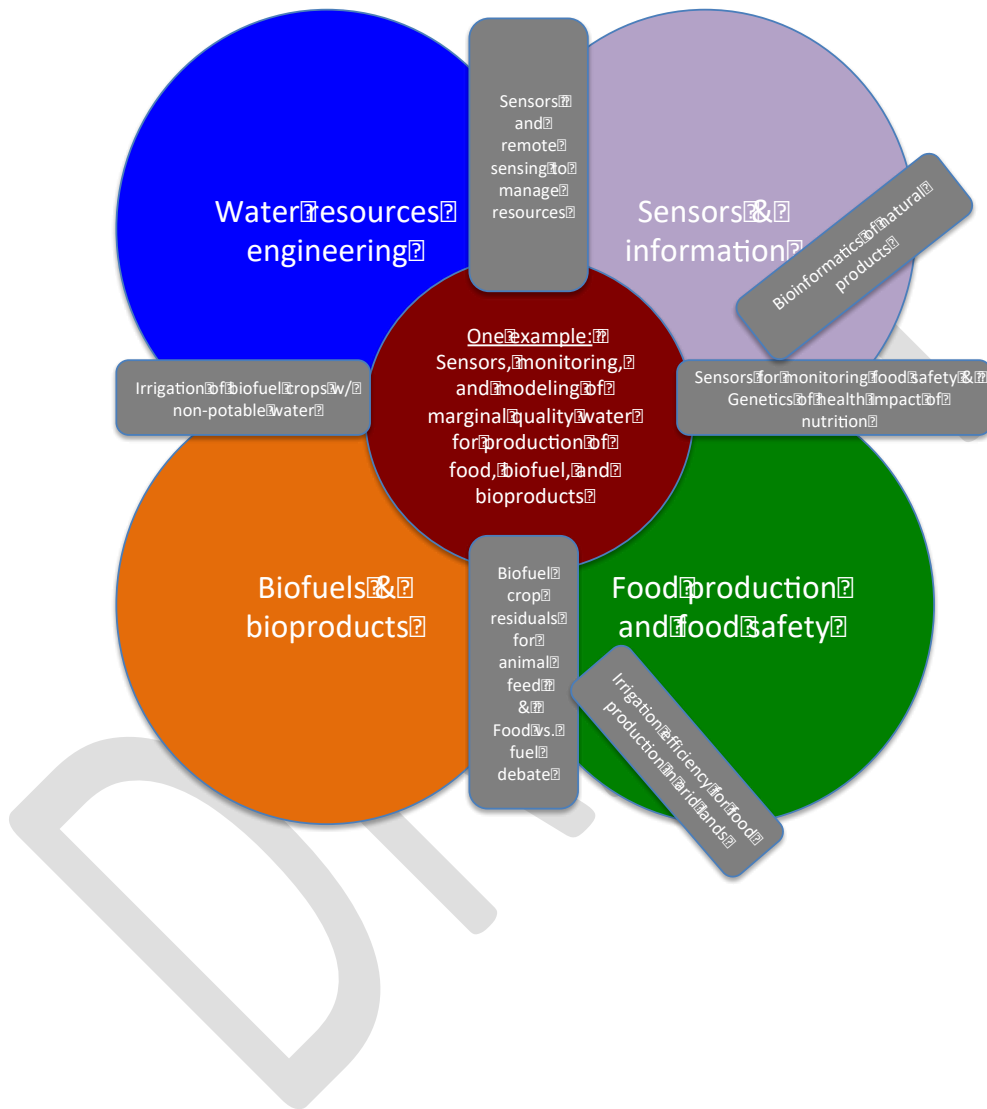 Sensors
and
remote
sensing to
manage
resources
Water resources
engineering
Sensors &
information
Bioinformatics of natural
products
One example:
Sensors, monitoring,
and modeling of
marginal quality water
for production of
food, biofuel, and
bioproducts
Irrigation of biofuel crops w/
non-potable water
Sensors for monitoring food safety &
Genetics of health impact of
nutrition
Biofuels &
bioproducts
Biofuel
crop
residuals
for
animal
feed
&
Food vs.
fuel
debate
Food production
and food safety
Irrigation efficiency for food
production in arid lands